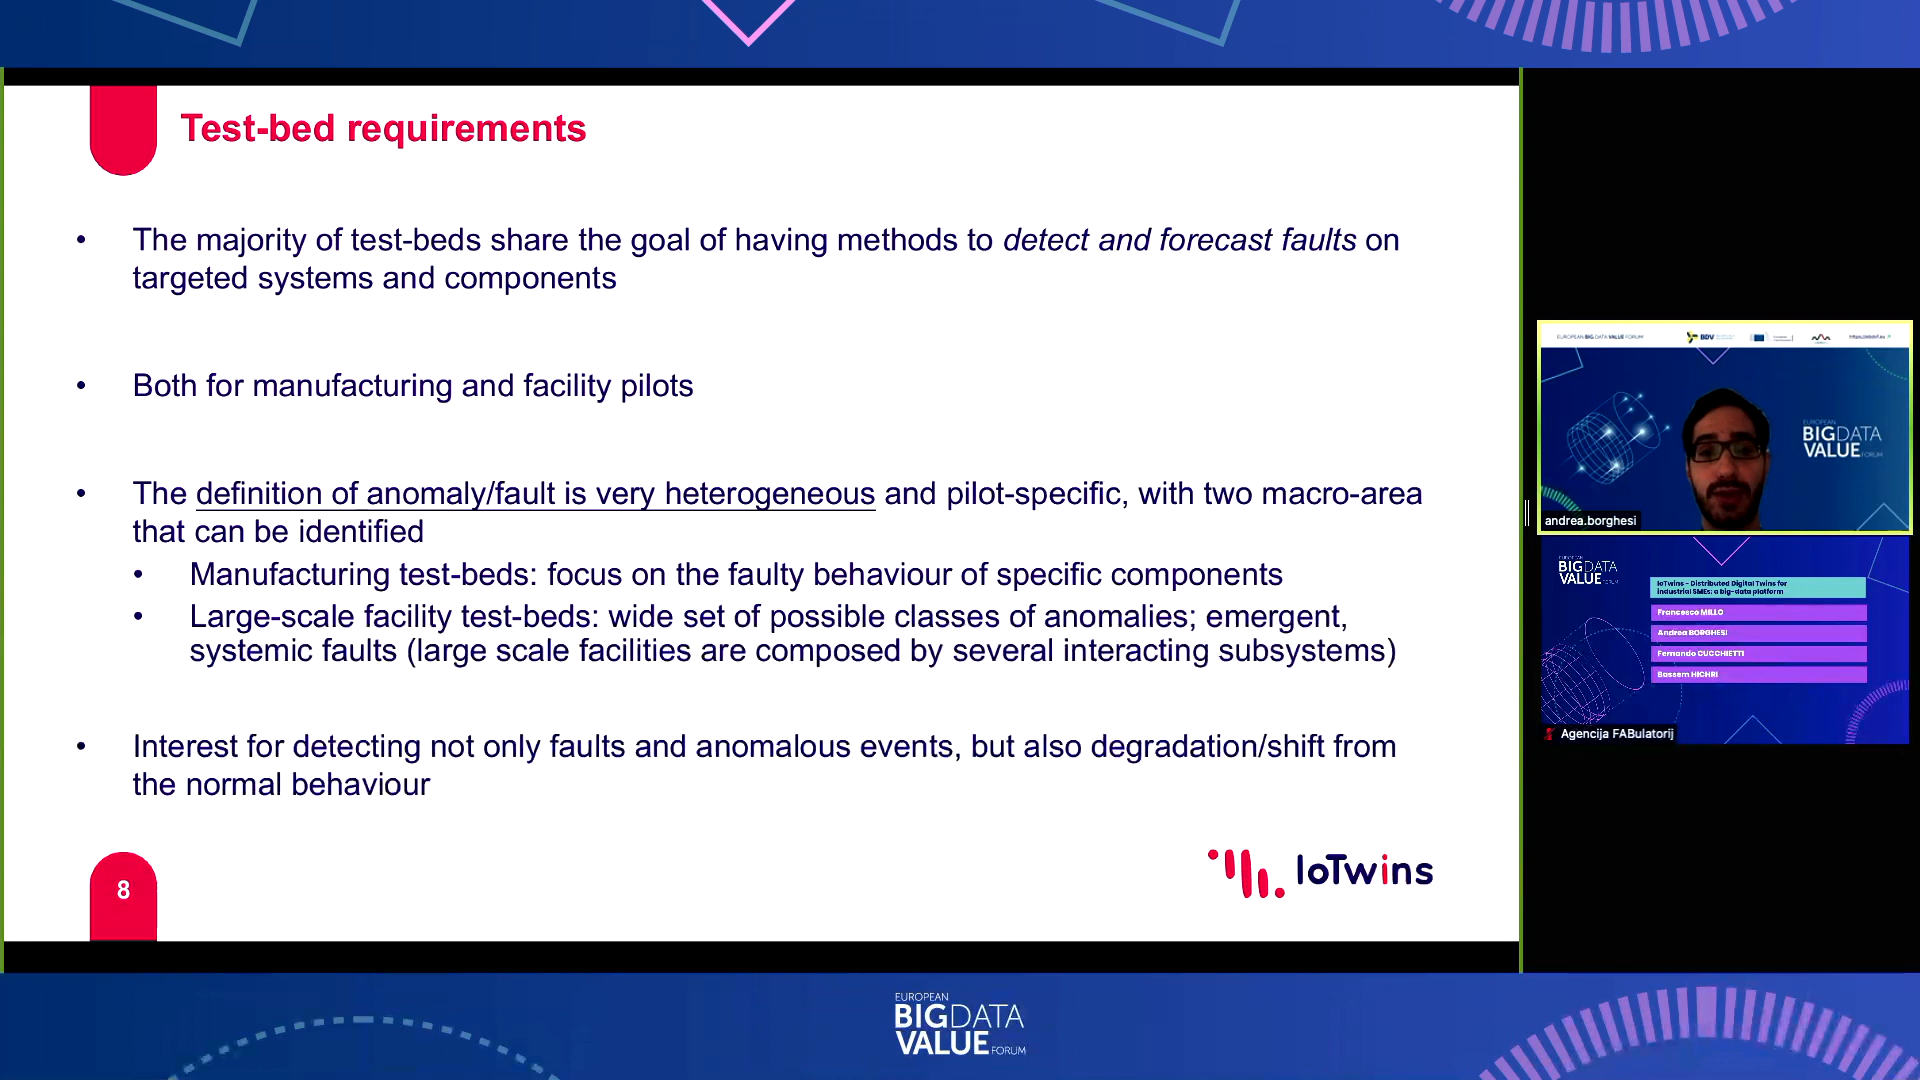 Test-bed requirements
• The majority of test-beds share the goal of having methods to detect and forecast faults on
targeted systems and components
• Both for manufacturing and facility pilots
• The definition of anomaly/fault is very heterogeneous and pilot-specific, with two macro-area
that can be identified
• Manufacturing test-beds: focus on the faulty behaviour of specific components
• Large-scale facility test-beds: wide set of possible classes of anomalies; emergent,
systemic faults (large scale facilities are composed by several interacting subsystems)
• Interest for detecting not only faults and anomalous events, but also degradation/shift from
the normal behaviour
8
IoTwins
EUROPEAN BIG DATA VALUE FORUM
BDV
EUROPEAN
BIGDATA
VALUE FORUM
andrea.borghesi
EUROPEAN
BIGDATA
VALUE FORUM
IoTwins - Distributed Digital Twins for
industrial SMEs: a big-data platform
Francesco MILLO
Andrea BORGHESI
Fernando CUCCHIETTI
Bassem HICHRI
Agencija FABulatorij
EUROPEAN
BIGDATA
VALUE FORUM